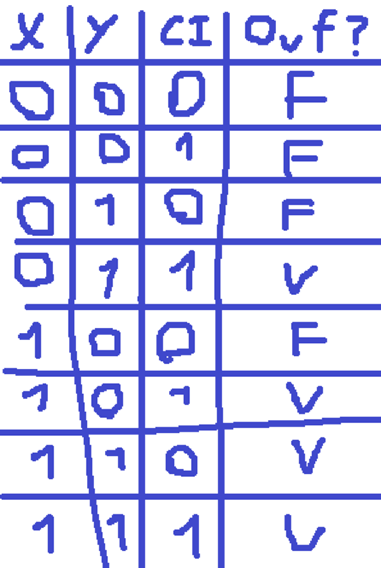 X Y CI Ovf?
0 0 0 F
0 0 1 F
0 1 0 F
0 1 1 V
1 0 0 F
1 0 1 V
1 1 0 V
1 1 1 V